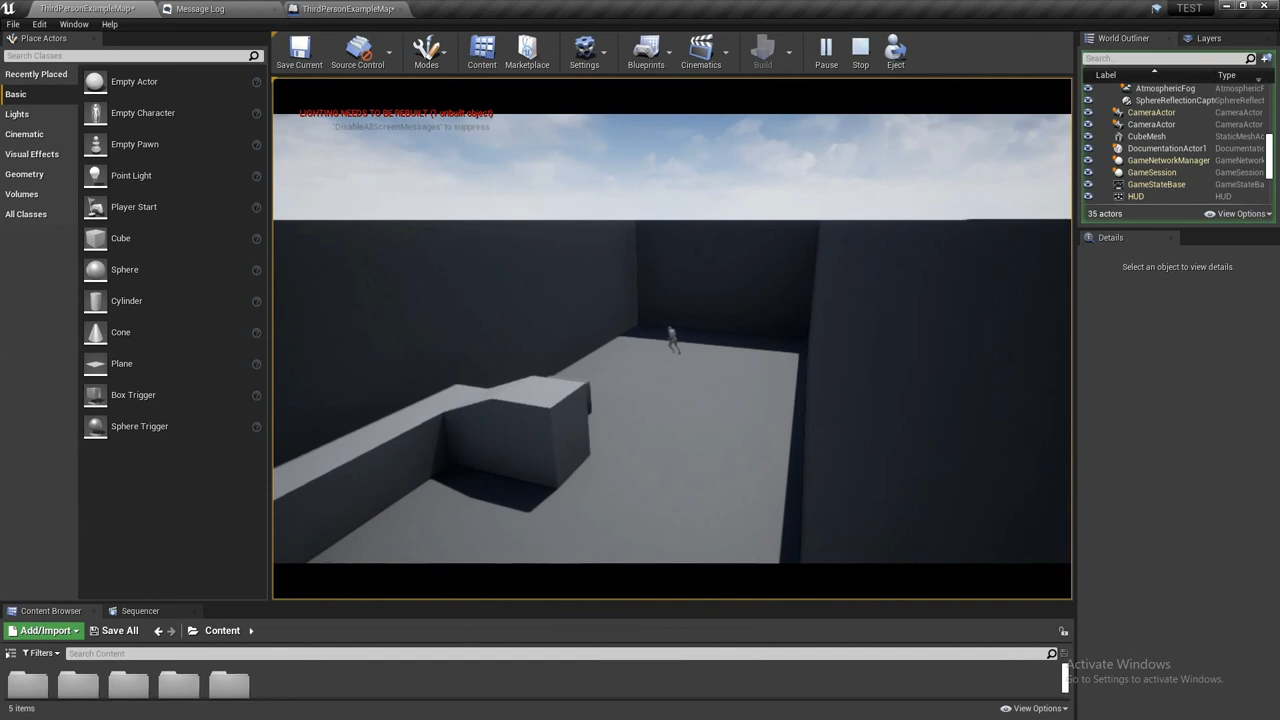 ThirdPersonExampleMap*
Message Log
ThirdPersonExampleMap*
TEST
File Edit Window Help
Place Actors
Search Classes
Recently Placed
Basic
Lights
Cinematic
Visual Effects
Geometry
Volumes
All Classes
Empty Actor
Empty Character
Empty Pawn
Point Light
Player Start
Cube
Sphere
Cylinder
Cone
Plane
Box Trigger
Sphere Trigger
Save Current
Source Control
Modes
Content
Marketplace
Settings
Blueprints
Cinematics
Build
Pause
Stop
Eject
LIGHTING NEEDS TO BE REBUILT (1 unbuilt object)
'DisableAllScreenMessages' to suppress
World Outliner
Layers
Search...
Label Type
AtmosphericFog AtmosphericF
SphereReflectionCapt SphereReflect
CameraActor CameraActor
CameraActor CameraActor
CubeMesh StaticMeshAc
DocumentationActor1 Documentatic
GameNetworkManager GameNetwork
GameSession GameSession
GameStateBase GameStateBa
HUD HUD
35 actors
View Options
Details
Select an object to view details.
Content Browser
Sequencer
Add/Import
Save All
Content
Filters
Search Content
5 items
View Options
Activate Windows
Go to Settings to activate Windows.